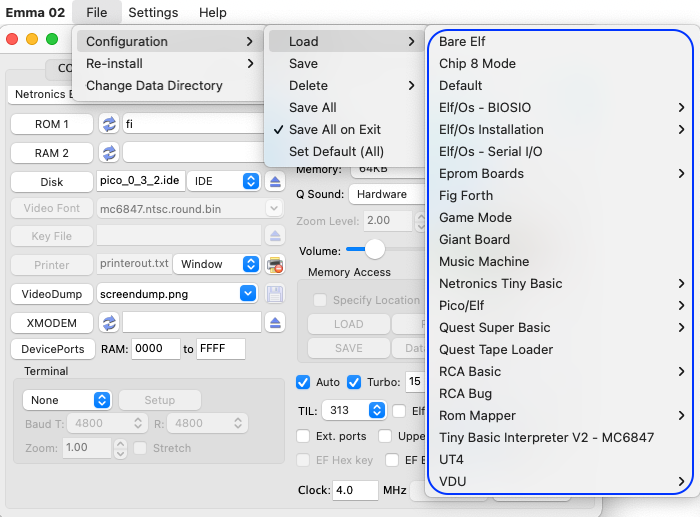 Emma 02 File Settings Help
Configuration
Re-install
Change Data Directory
Load
Save
Delete
Save All
Save All on Exit
Set Default (All)
Bare Elf
Chip 8 Mode
Default
Elf/Os - BIOSIO
Elf/Os Installation
Elf/Os - Serial I/O
Eprom Boards
Fig Forth
Game Mode
Giant Board
Music Machine
Netronics Tiny Basic
Pico/Elf
Quest Super Basic
Quest Tape Loader
RCA Basic
RCA Bug
Rom Mapper
Tiny Basic Interpreter V2 - MC6847
UT4
VDU
Netronics
ROM 1 fi
RAM 2
Disk pico_0_3_2.ide IDE
Video Font mc6847.ntsc.round.bin
Key File
Printer printerout.txt Window
VideoDump screendump.png
XMODEM
DevicePorts RAM: 0000 to FFFF
Terminal
None Setup
Baud T: 4800 R: 4800
Zoom: 1.00 Stretch
Memory: 64KB
Q Sound: Hardware
Zoom Level: 2.00
Volume:
Memory Access
Specify Location
LOAD
SAVE
Auto Turbo: 15
TIL: 313 Elf
Ext. ports Uppe
EF Hex key EF
Clock: 4.0 MHz